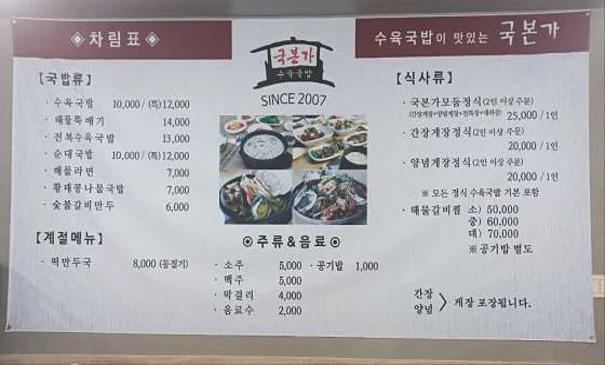 ◈ 차림표 ◈
국본가
수육국밥
SINCE 2007
수육국밥이 맛있는 국본가
【국밥류】
· 수육국밥 10,000 / (특)12,000
· 해물뚝배기 14,000
· 전복수육국밥 13,000
· 순대국밥 10,000 / (특)12,000
· 해물라면 7,000
· 황태콩나물국밥 7,000
· 숯불갈비만두 6,000
【계절메뉴】
· 떡만두국 8,000 (동절기)
◉ 주류&음료 ◉
· 소주 5,000 · 공기밥 1,000
· 맥주 5,000
· 막걸리 4,000
· 음료수 2,000
【식사류】
· 국본가모둠정식(2인 이상 주문)
25,000 / 1인
· 간장게장정식(2인 이상 주문)
20,000 / 1인
· 양념게장정식(2인 이상 주문)
20,000 / 1인
※ 모든 정식 수육국밥 기본 포함
· 해물갈비찜 소) 50,000
중) 60,000
대) 70,000
※ 공기밥 별도
간장
양념 > 게장 포장됩니다.